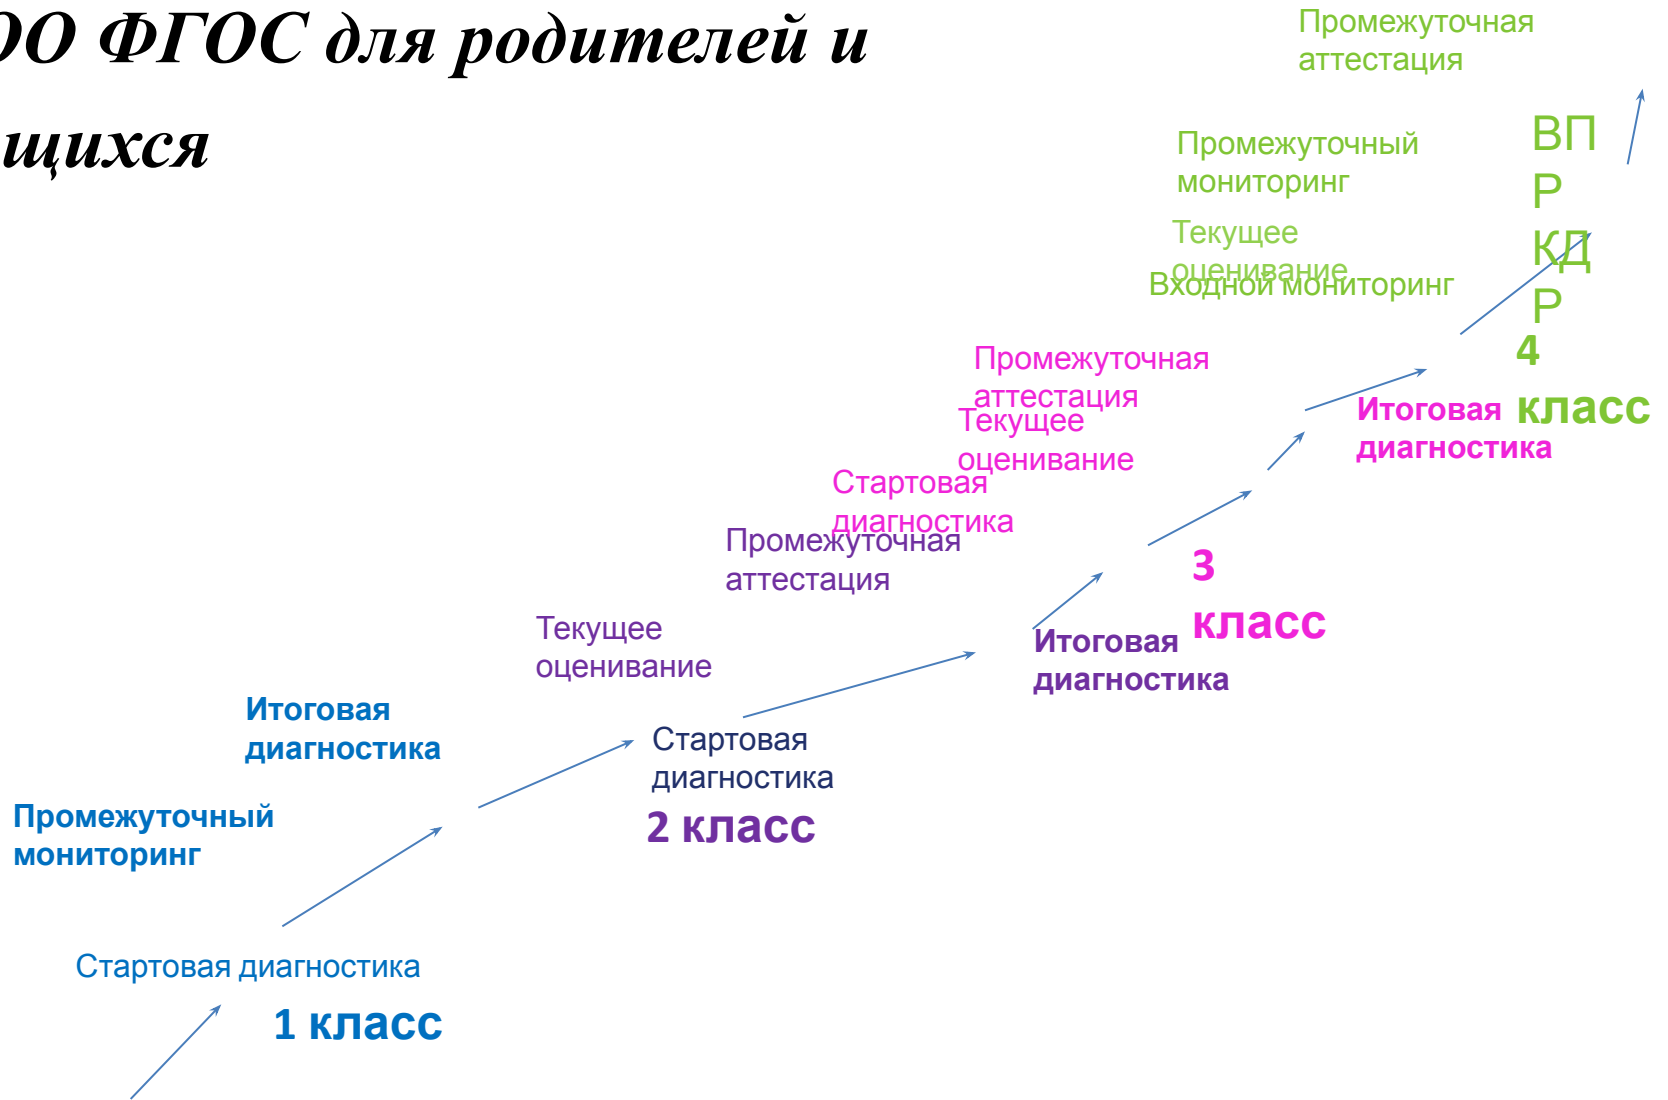 ОО ФГОС для родителей и
щихся
Промежуточная
аттестация
Промежуточный
мониторинг
ВП
Р
КД
Р
Текущее
оценивание
Входной мониторинг
4
класс
Промежуточная
аттестация
Текущее
оценивание
Итоговая
диагностика
Стартовая
диагностика
Промежуточная
аттестация
3
класс
Итоговая
диагностика
Текущее
оценивание
Итоговая
диагностика
Стартовая
диагностика
2 класс
Промежуточный
мониторинг
Стартовая диагностика
1 класс